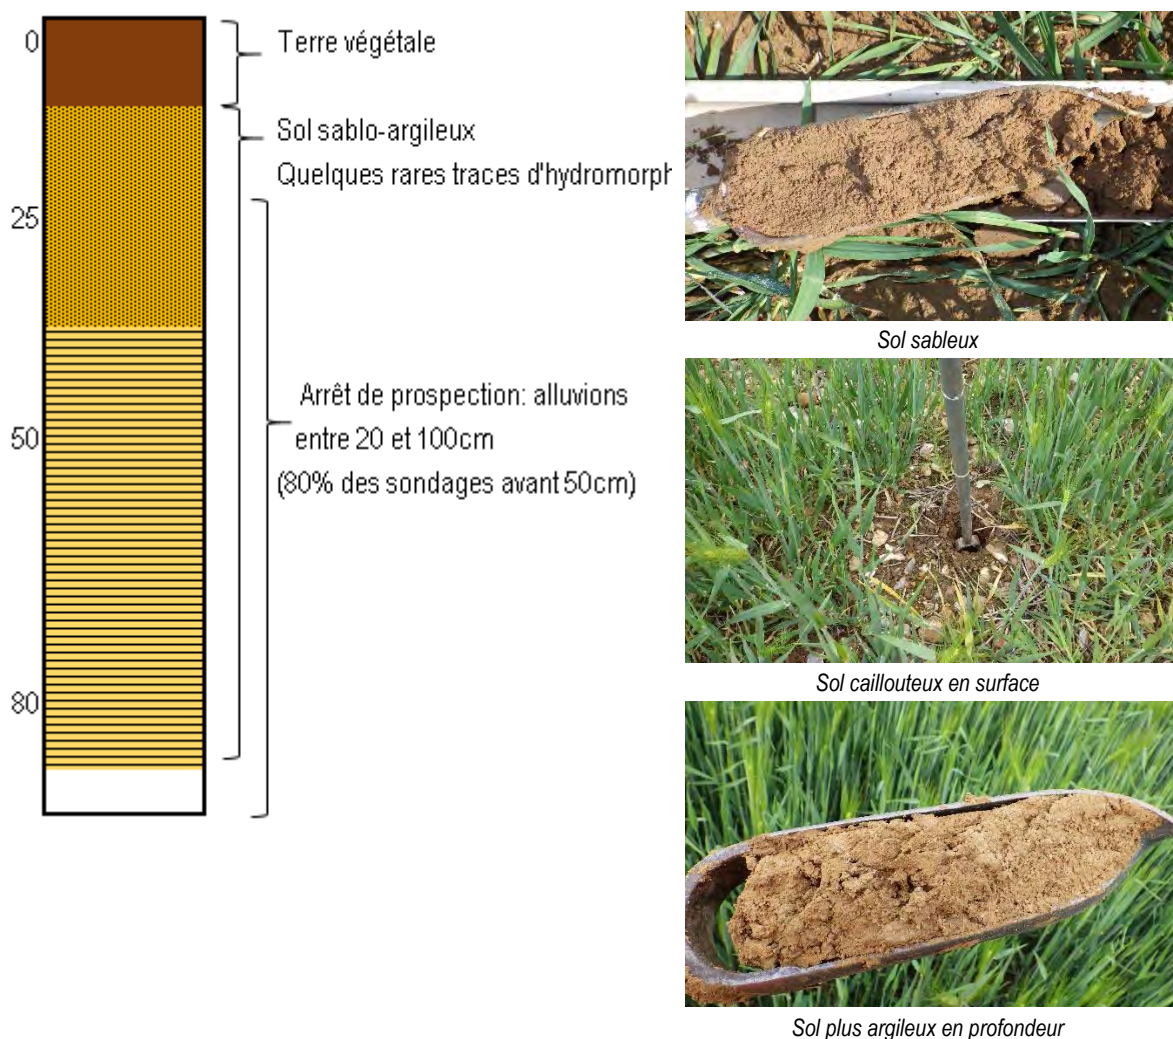 0
Terre végétale
Sol sablo-argileux
Quelques rares traces d'hydromorph
25
Arrêt de prospection: alluvions
entre 20 et 100cm
(80% des sondages avant 50cm)
50
80
Sol sableux
Sol caillouteux en surface
Sol plus argileux en profondeur